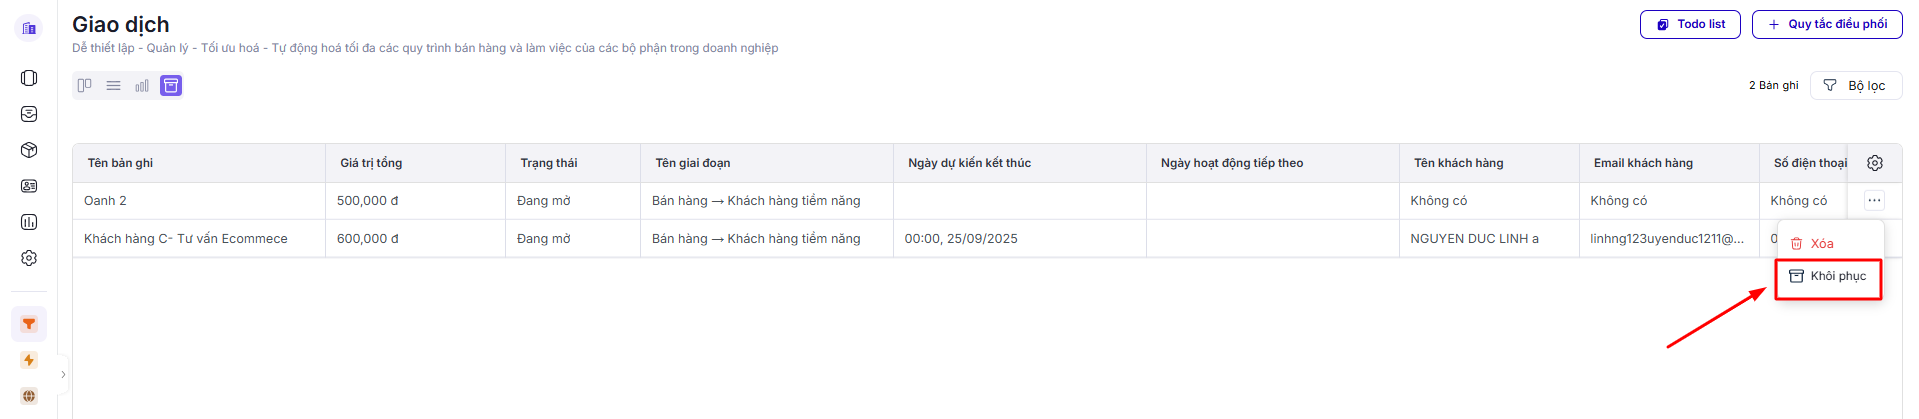 Giao dịch
Todo list
Quy tắc điều phối
Dễ thiết lập - Quản lý - Tối ưu hoá - Tự động hoá tối đa các quy trình bán hàng và làm việc của các bộ phận trong doanh nghiệp
2 Bản ghi
Bộ lọc
Tên bản ghi Giá trị tổng Trạng thái Tên giai đoạn Ngày dự kiến kết thúc Ngày hoạt động tiếp theo Tên khách hàng Email khách hàng Số điện thoại
Oanh 2 500,000 đ Đang mở Bán hàng → Khách hàng tiềm năng Không có Không có Không có
Khách hàng C- Tư vấn Ecommece 600,000 đ Đang mở Bán hàng → Khách hàng tiềm năng 00:00, 25/09/2025 NGUYEN DUC LINH a linhng123uyenduc1211@... 0
Xóa
Khôi phục